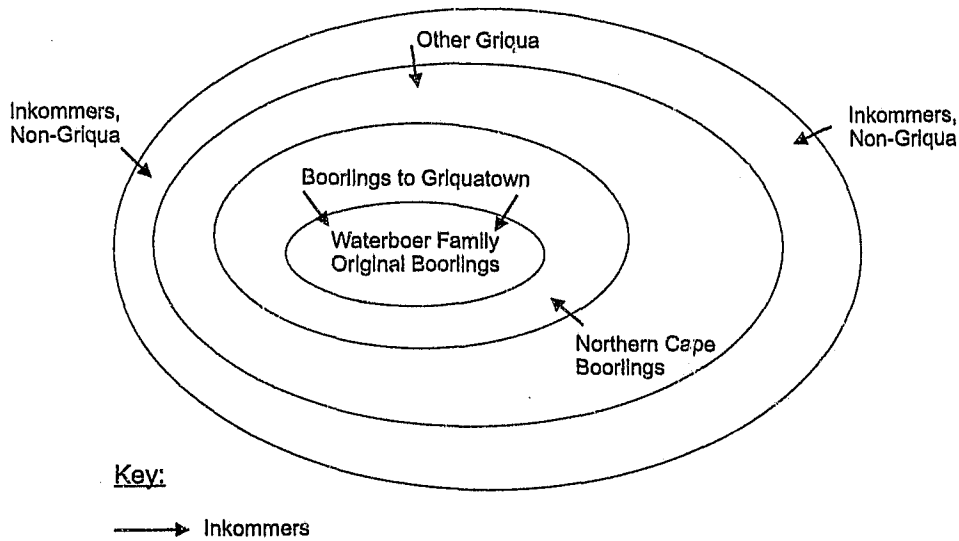 Other Griqua
Inkommers,
Non-Griqua
Inkommers,
Non-Griqua
Boorlings to Griquatown
Waterboer Family
Original Boorlings
Northern Cape
Boorlings
Key:
Inkommers